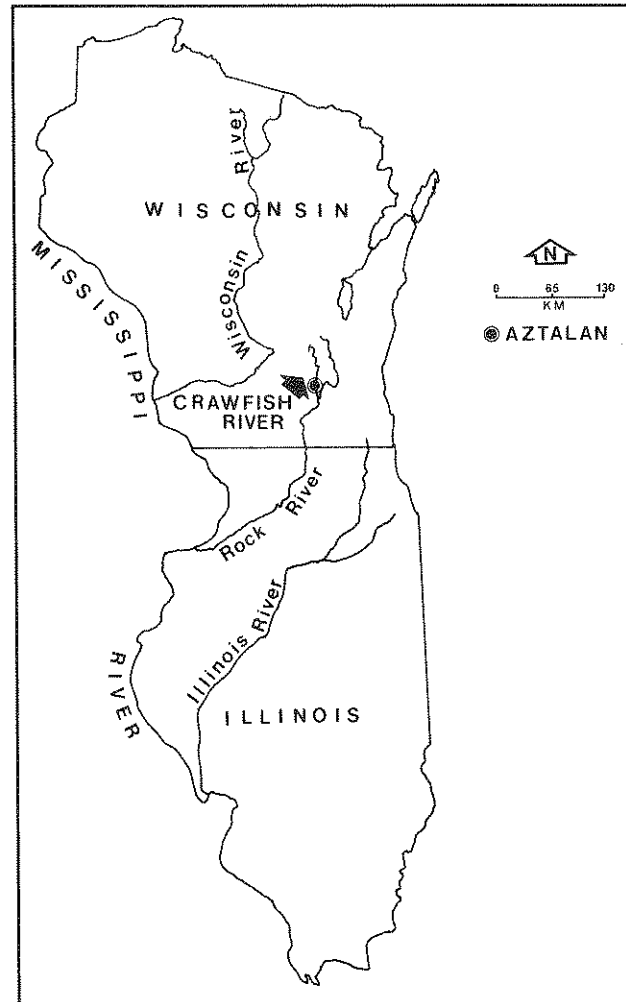 Wisconsin River
WISCONSIN
MISSISSIPPI
RIVER
N
0 65 130
KM
AZTALAN
CRAWFISH
RIVER
Rock River
Illinois River
ILLINOIS